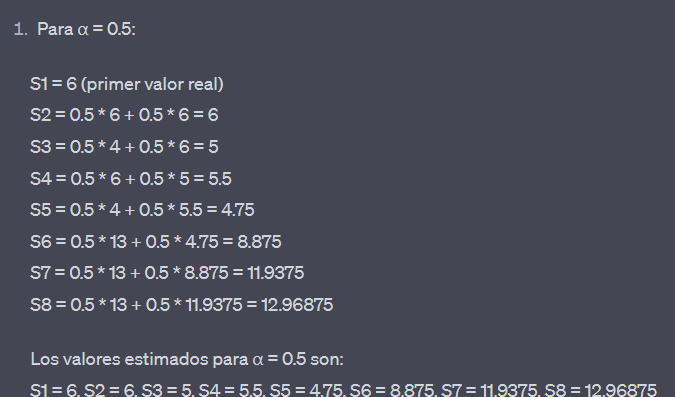 1. Para α = 0.5:
S1 = 6 (primer valor real)
S2 = 0.5 * 6 + 0.5 * 6 = 6
S3 = 0.5 * 4 + 0.5 * 6 = 5
S4 = 0.5 * 6 + 0.5 * 5 = 5.5
S5 = 0.5 * 4 + 0.5 * 5.5 = 4.75
S6 = 0.5 * 13 + 0.5 * 4.75 = 8.875
S7 = 0.5 * 13 + 0.5 * 8.875 = 11.9375
S8 = 0.5 * 13 + 0.5 * 11.9375 = 12.96875
Los valores estimados para α = 0.5 son:
S1 = 6, S2 = 6, S3 = 5, S4 = 5.5, S5 = 4.75, S6 = 8.875, S7 = 11.9375, S8 = 12.96875